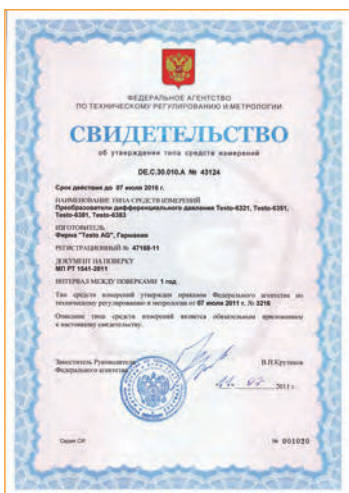 ФЕДЕРАЛЬНОЕ АГЕНТСТВО
ПО ТЕХНИЧЕСКОМУ РЕГУЛИРОВАНИЮ И МЕТРОЛОГИИ
СВИДЕТЕЛЬСТВО
об утверждении типа средств измерений
DE.C.30.010.A № 43124
Срок действия до 07 июля 2016 г.
НАИМЕНОВАНИЕ ТИПА СРЕДСТВ ИЗМЕРЕНИЙ
Преобразователи дифференциального давления Testo-6321, Testo-6351,
Testo-6381, Testo-6383
ИЗГОТОВИТЕЛЬ
Фирма "Testo AG", Германия
РЕГИСТРАЦИОННЫЙ № 47168-11
ДОКУМЕНТ НА ПОВЕРКУ
МП РТ 1541-2011
ИНТЕРВАЛ МЕЖДУ ПОВЕРКАМИ 1 год
Тип средств измерений утвержден приказом Федерального агентства по
техническому регулированию и метрологии от 07 июля 2011 г. № 3216
Описание типа средств измерений является обязательным приложением
к настоящему свидетельству.
Заместитель Руководителя
Федерального агентства
В.Н.Крутиков
2011 г.
Серия СИ
№ 001020